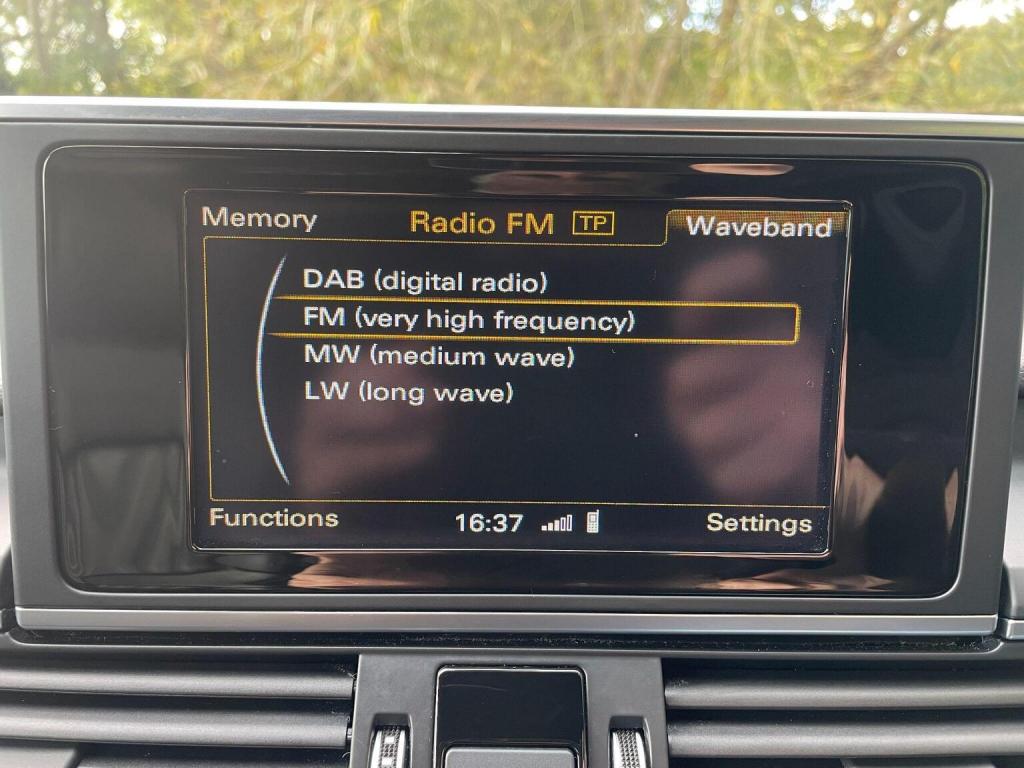 Memory
Radio FM TP
Waveband
DAB (digital radio)
FM (very high frequency)
MW (medium wave)
LW (long wave)
Functions
16:37
Settings